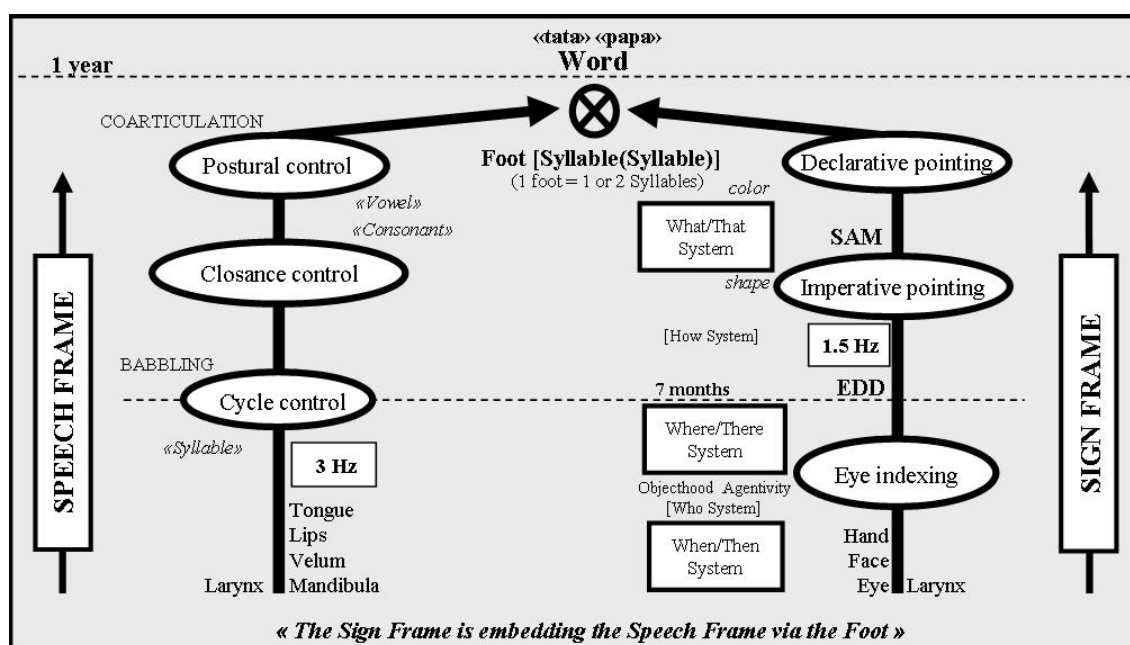 «tata» «papa»
1 year
Word
COARTICULATION
Postural control
Foot [Syllable(Syllable)]
(1 foot = 1 or 2 Syllables)
Declarative pointing
«Vowel»
«Consonant»
color
What/That
System
SAM
Closance control
shape
Imperative pointing
[How System]
1.5 Hz
BABBLING
7 months
EDD
Cycle control
«Syllable»
3 Hz
Where/There
System
Eye indexing
Objecthood Agentivity
[Who System]
When/Then
System
Tongue
Lips
Velum
Larynx Mandibula
Hand
Face
Eye Larynx
SPEECH FRAME
SIGN FRAME
« The Sign Frame is embedding the Speech Frame via the Foot »